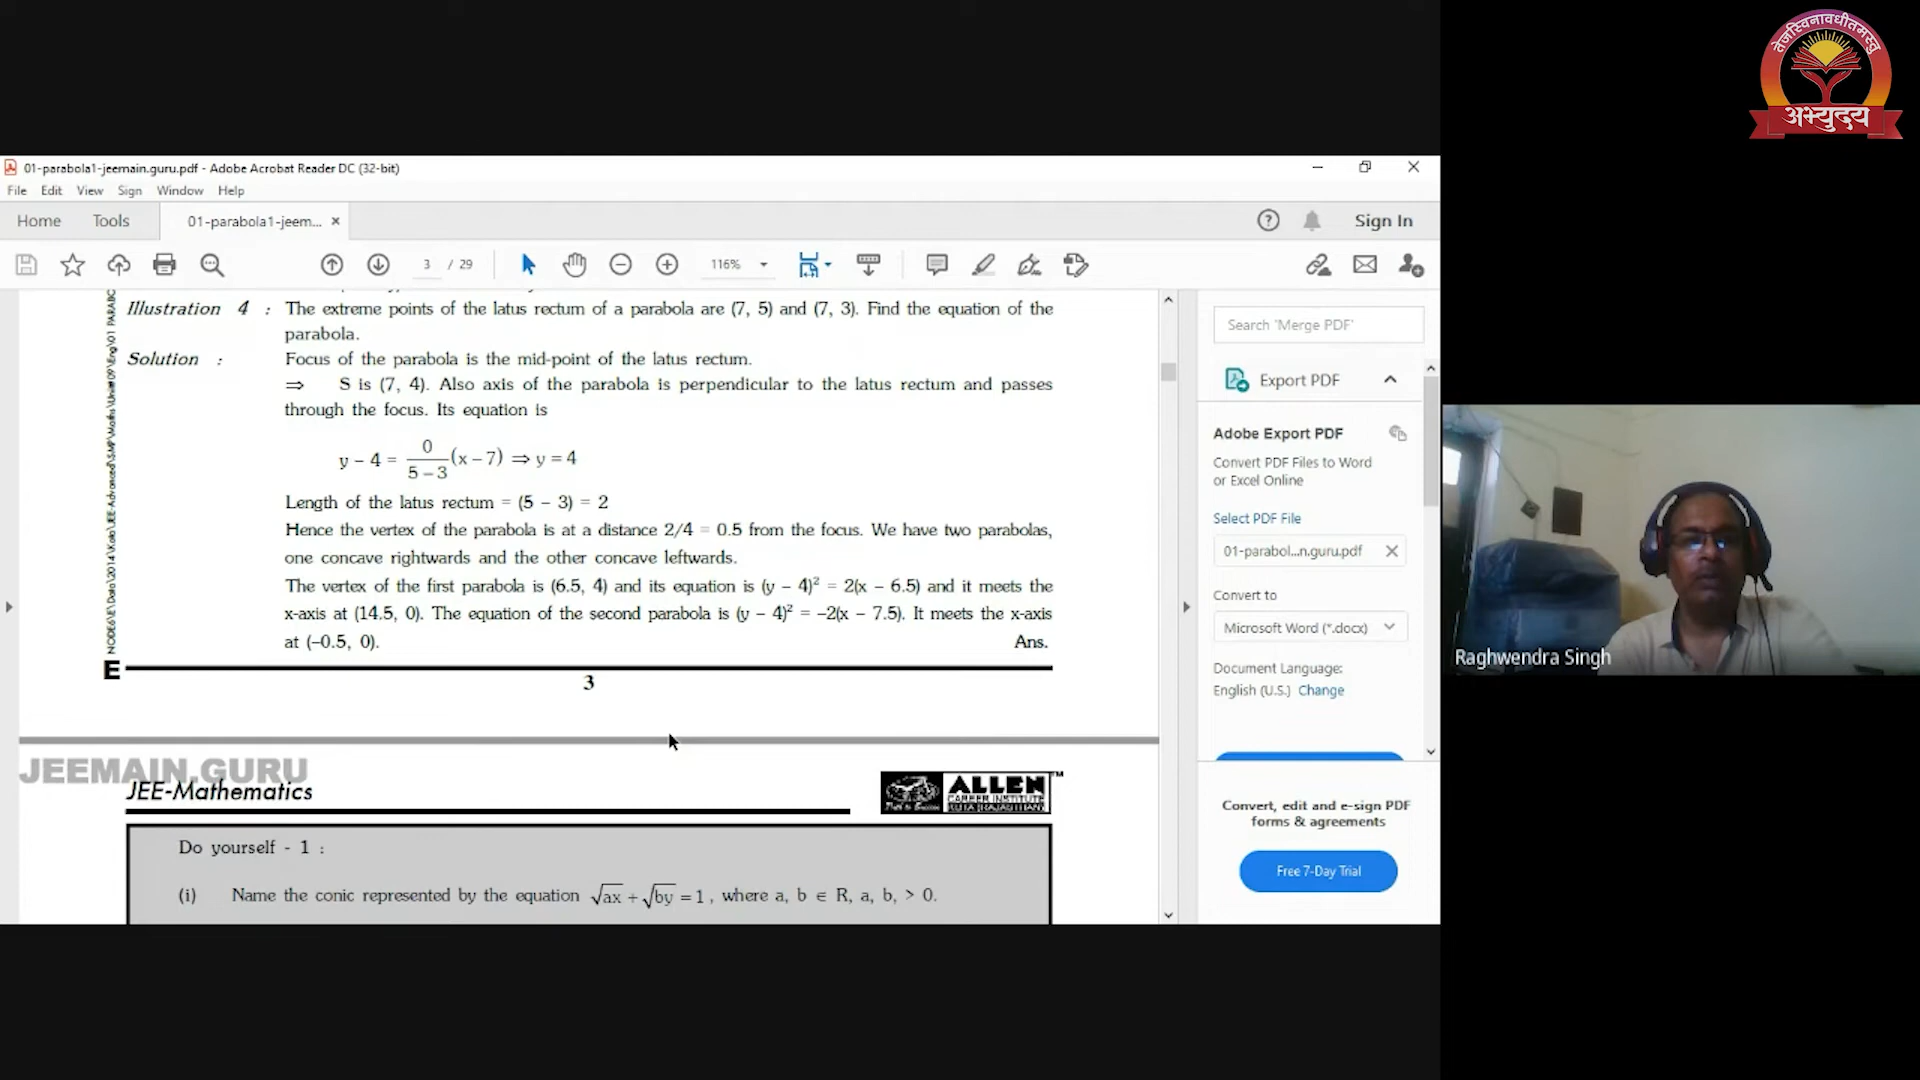 तेजस्विनावधीतमस्तु
अभ्युदय
01-parabola1-jeemain.guru.pdf - Adobe Acrobat Reader DC (32-bit)
File Edit View Sign Window Help
Home Tools 01-parabola1-jeem... × Sign In
3 / 29 116%
Illustration 4 : The extreme points of the latus rectum of a parabola are (7, 5) and (7, 3). Find the equation of the
parabola.
Solution : Focus of the parabola is the mid-point of the latus rectum.
⇒ S is (7, 4). Also axis of the parabola is perpendicular to the latus rectum and passes
through the focus. Its equation is
y – 4 = 0/(5 – 3) (x – 7) ⇒ y = 4
Length of the latus rectum = (5 – 3) = 2
Hence the vertex of the parabola is at a distance 2/4 = 0.5 from the focus. We have two parabolas,
one concave rightwards and the other concave leftwards.
The vertex of the first parabola is (6.5, 4) and its equation is (y – 4)² = 2(x – 6.5) and it meets the
x-axis at (14.5, 0). The equation of the second parabola is (y – 4)² = –2(x – 7.5). It meets the x-axis
at (–0.5, 0). Ans.
E
3
JEEMAIN.GURU
JEE-Mathematics
ALLEN
CAREER INSTITUTE
KOTA (RAJASTHAN)
TM
Do yourself - 1 :
(i) Name the conic represented by the equation √ax + √by = 1, where a, b ∈ R, a, b, > 0.
Search 'Merge PDF'
Export PDF
Adobe Export PDF
Convert PDF Files to Word
or Excel Online
Select PDF File
01-parabol...n.guru.pdf
Convert to
Microsoft Word (*.docx)
Document Language:
English (U.S.) Change
Convert, edit and e-sign PDF
forms & agreements
Free 7-Day Trial
Raghwendra Singh